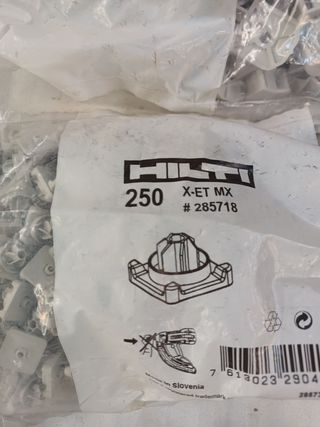 HILTI
250 X-ET MX
# 285718
Slovenia
7 613023 2904